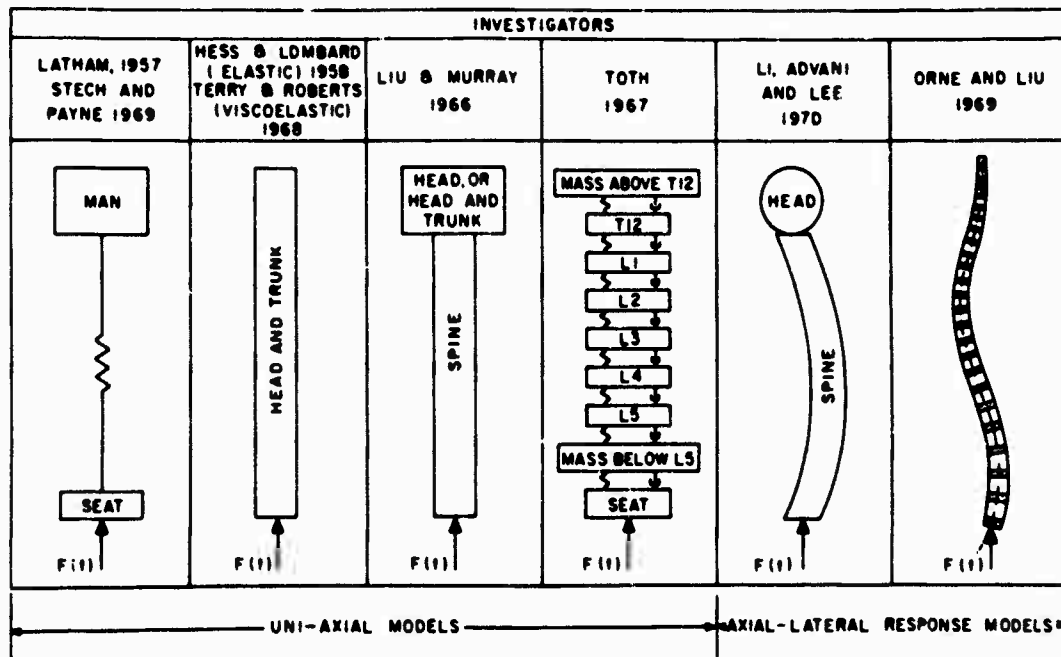 INVESTIGATORS
LATHAM, 1957
STECH AND
PAYNE 1969
HESS & LOMBARD
(ELASTIC) 1958
TERRY & ROBERTS
(VISCOELASTIC)
1968
LIU & MURRAY
1966
TOTH
1967
LI, ADVANI
AND LEE
1970
ORNE AND LIU
1969
MAN
SEAT
F(t)
HEAD AND TRUNK
F(t)
HEAD, OR
HEAD AND
TRUNK
SPINE
F(t)
MASS ABOVE T12
T12
L1
L2
L3
L4
L5
MASS BELOW L5
SEAT
F(t)
HEAD
SPINE
F(t)
F(t)
UNI-AXIAL MODELS
AXIAL-LATERAL RESPONSE MODELS